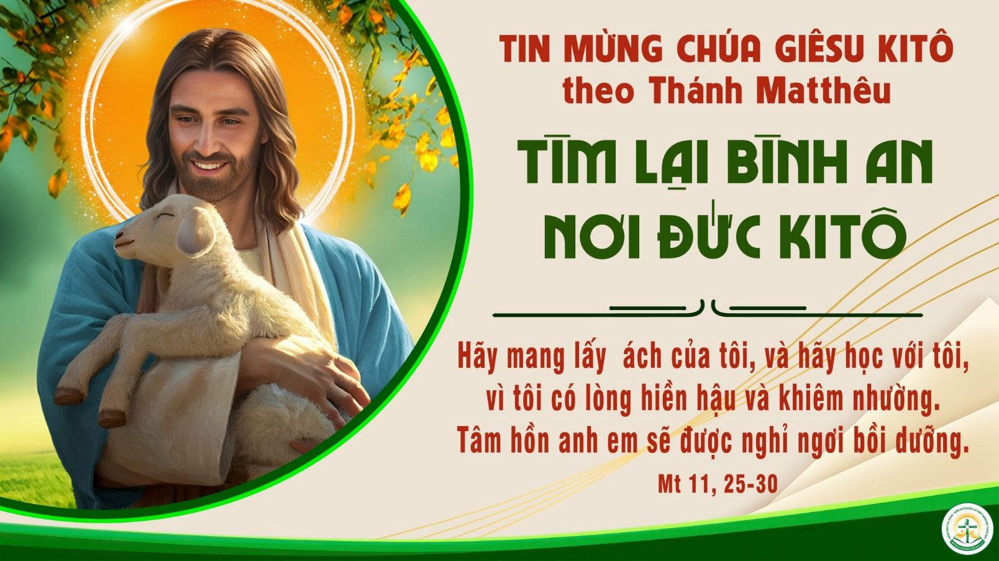 TIN MỪNG CHÚA GIÊSU KITÔ
theo Thánh Matthêu
TÌM LẠI BÌNH AN
NƠI ĐỨC KITÔ
Hãy mang lấy ách của tôi, và hãy học với tôi,
vì tôi có lòng hiền hậu và khiêm nhường.
Tâm hồn anh em sẽ được nghỉ ngơi bồi dưỡng.
Mt 11, 25-30